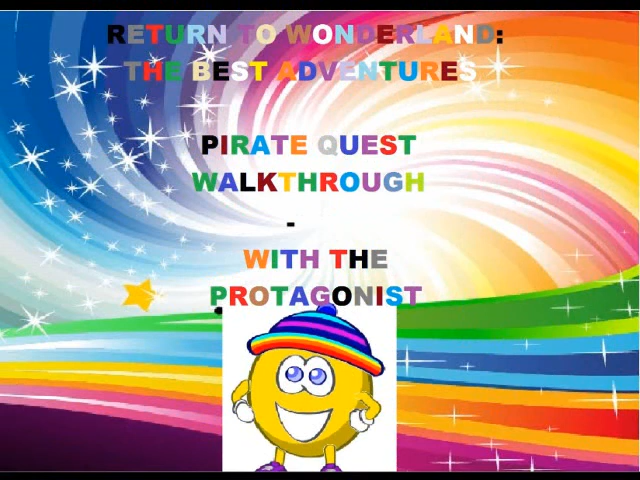 RETURN TO WONDERLAND:
THE BEST ADVENTURES
PIRATE QUEST
WALKTHROUGH
-
WITH THE
PROTAGONIST